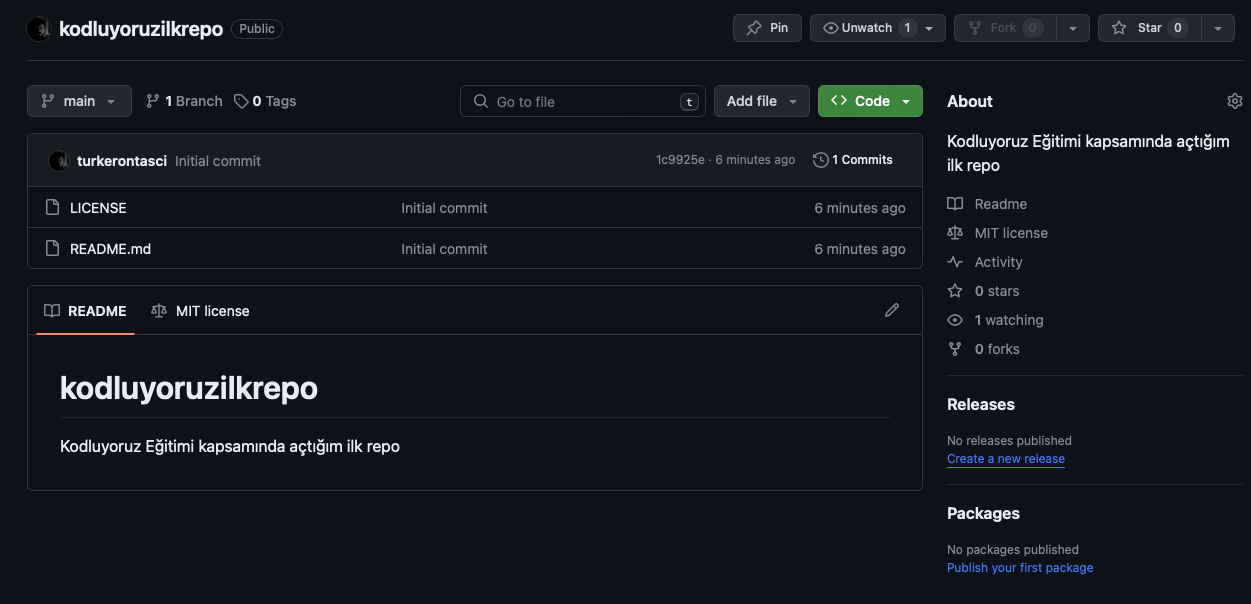 kodluyoruzilkrepo Public Pin Unwatch 1 Fork 0 Star 0
main 1 Branch 0 Tags Go to file t Add file Code
turkerontasci Initial commit 1c9925e · 6 minutes ago 1 Commits
LICENSE Initial commit 6 minutes ago
README.md Initial commit 6 minutes ago
README MIT license
kodluyoruzilkrepo
Kodluyoruz Eğitimi kapsamında açtığım ilk repo
About
Kodluyoruz Eğitimi kapsamında açtığım
ilk repo
Readme
MIT license
Activity
0 stars
1 watching
0 forks
Releases
No releases published
Create a new release
Packages
No packages published
Publish your first package